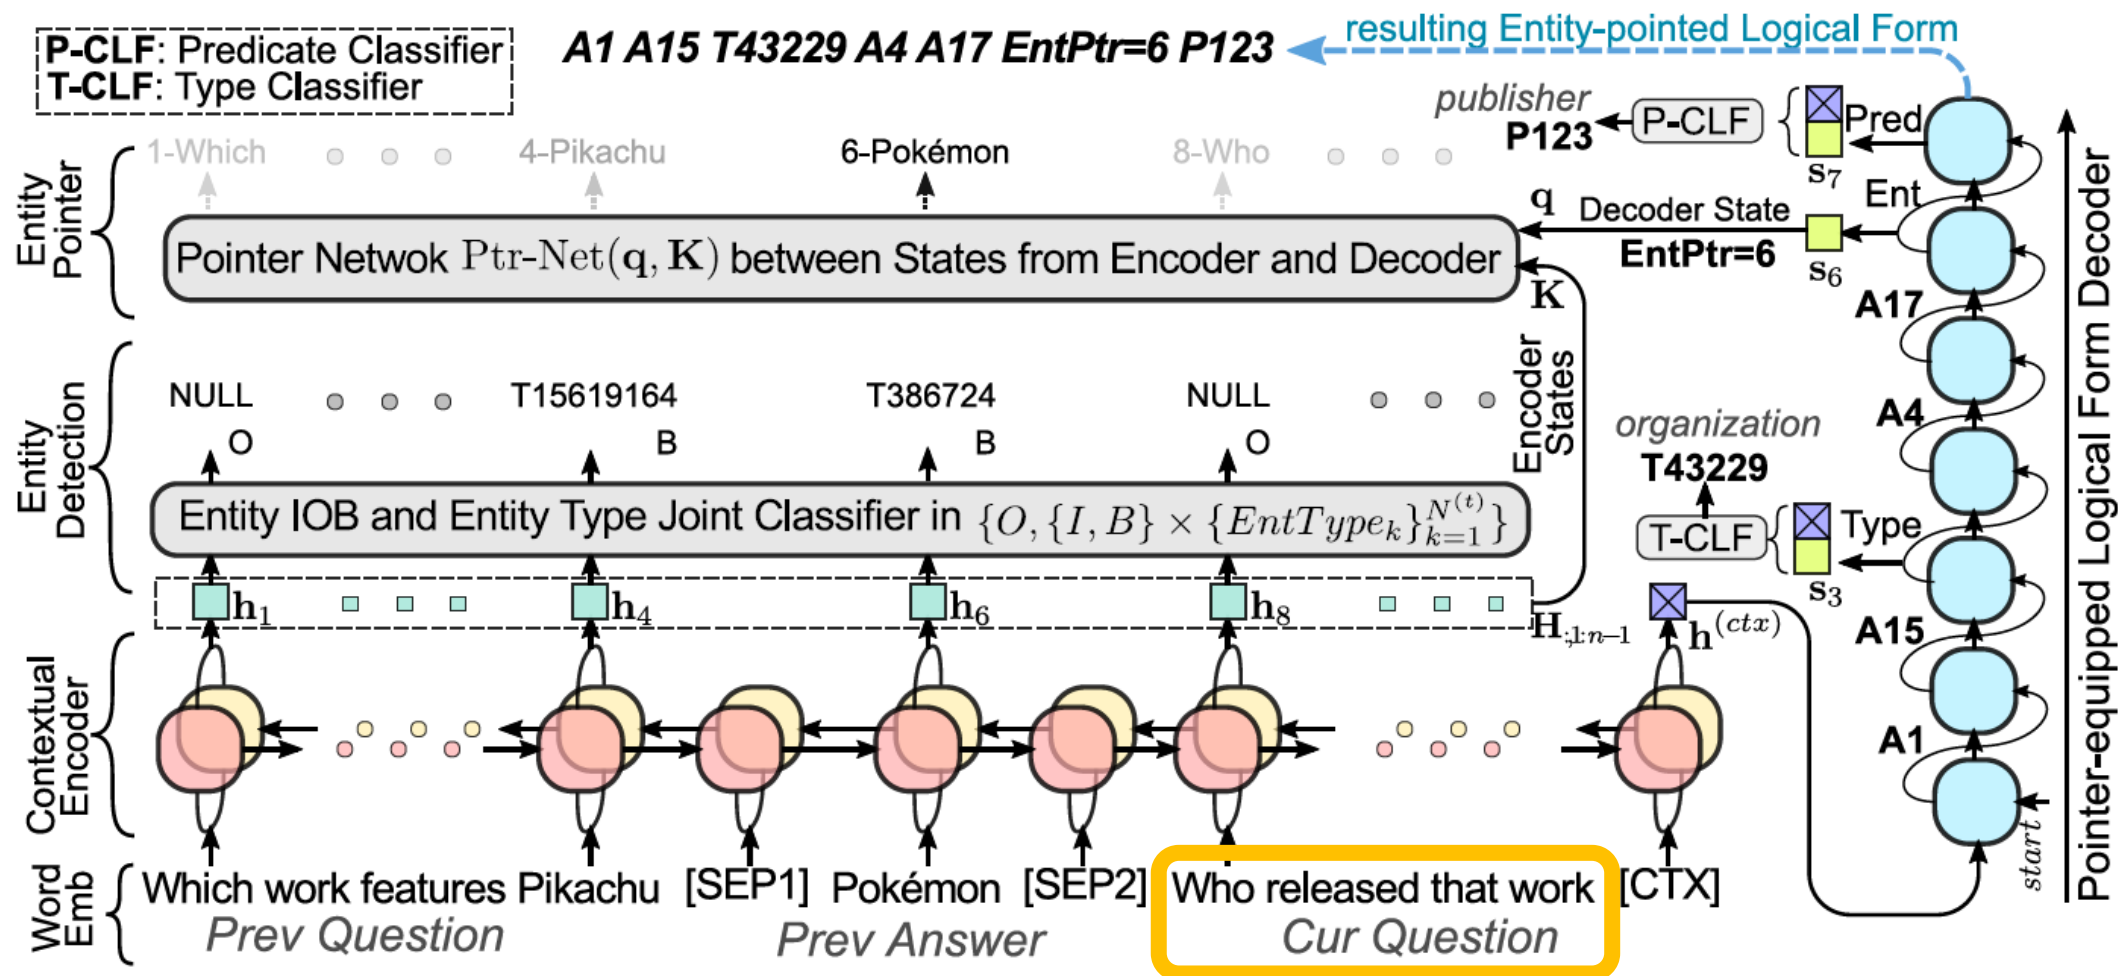 P-CLF: Predicate Classifier
T-CLF: Type Classifier
A1 A15 T43229 A4 A17 EntPtr=6 P123
resulting Entity-pointed Logical Form
publisher
P123
P-CLF
Pred
s7
Entity Pointer
1-Which
4-Pikachu
6-Pokémon
8-Who
Pointer Netwok Ptr-Net(q, K) between States from Encoder and Decoder
q
Decoder State
EntPtr=6
K
Ent
s6
A17
Encoder States
Entity Detection
NULL
O
T15619164
B
T386724
B
NULL
O
Entity IOB and Entity Type Joint Classifier in {O, {I, B} × {EntType_k}_{k=1}^{N^{(t)}}}
organization
T43229
T-CLF
Type
s3
A4
A15
A1
start
Pointer-equipped Logical Form Decoder
h1
h4
h6
h8
H:,1:n−1
h(ctx)
Contextual Encoder
Word Emb
Which work features Pikachu [SEP1] Pokémon [SEP2] Who released that work [CTX]
Prev Question
Prev Answer
Cur Question